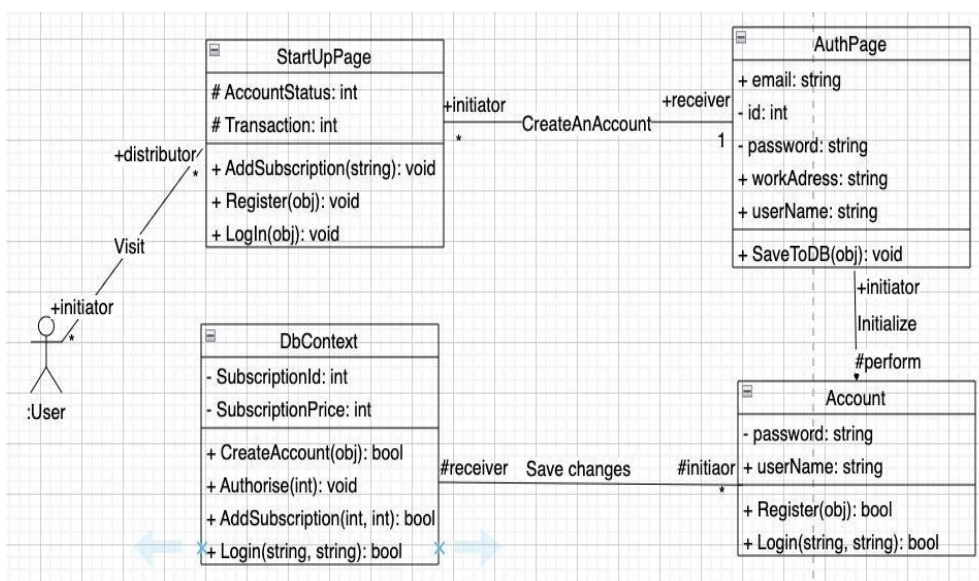 StartUpPage
# AccountStatus: int
# Transaction: int
+ AddSubscription(string): void
+ Register(obj): void
+ LogIn(obj): void
+initiator
*
CreateAnAccount
+receiver
1
AuthPage
+ email: string
- id: int
- password: string
+ workAdress: string
+ userName: string
+ SaveToDB(obj): void
+distributor
*
Visit
+initiator
*
:User
+initiator
Initialize
#perform
DbContext
- SubscriptionId: int
- SubscriptionPrice: int
+ CreateAccount(obj): bool
+ Authorise(int): void
+ AddSubscription(int, int): bool
+ Login(string, string): bool
#receiver
Save changes
#initiaor
*
Account
- password: string
+ userName: string
+ Register(obj): bool
+ Login(string, string): bool